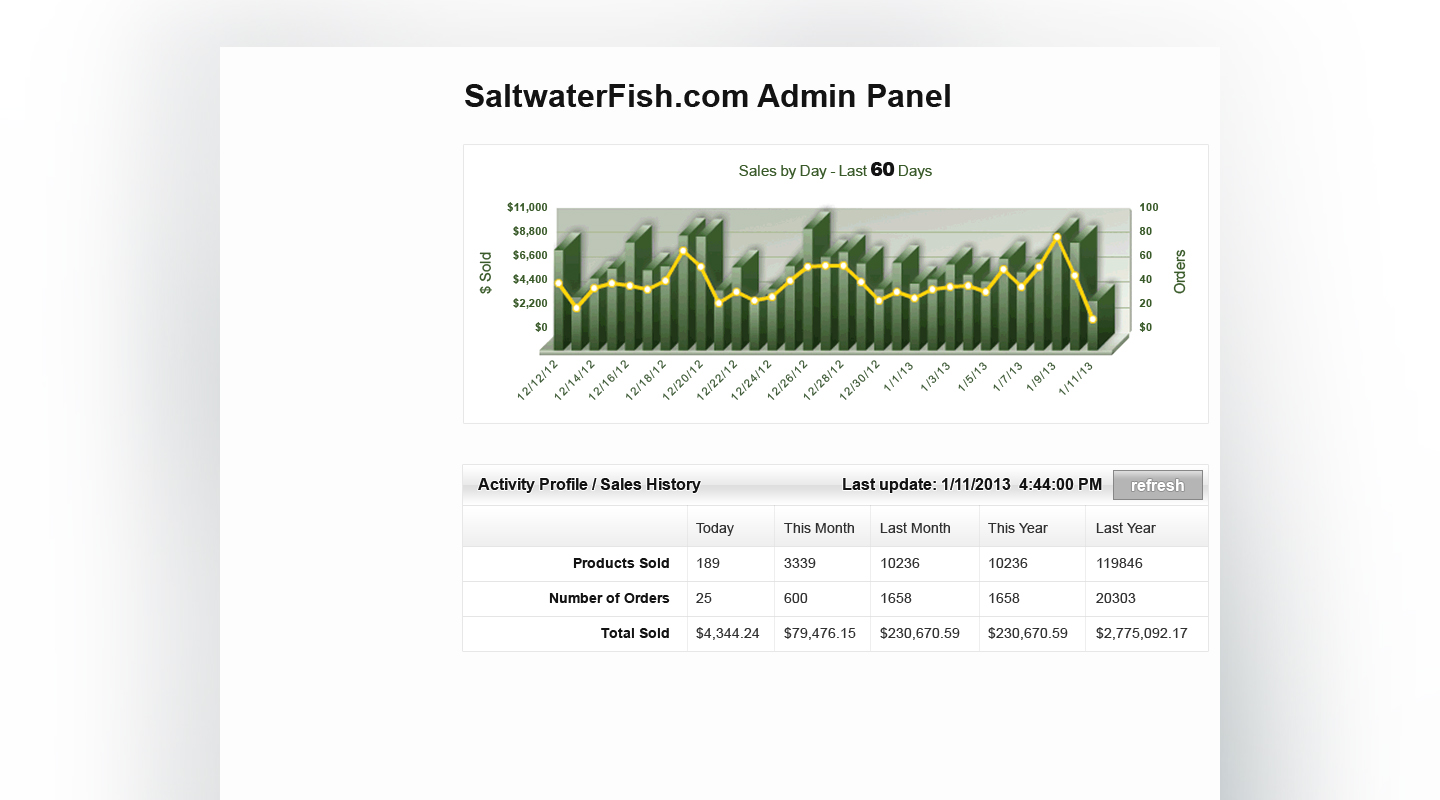 SaltwaterFish.com Admin Panel
Sales by Day - Last 60 Days
$ Sold
$11,000
$8,800
$6,600
$4,400
$2,200
$0
100
80
60
40
20
$0
Orders
12/12/12 12/14/12 12/16/12 12/18/12 12/20/12 12/22/12 12/24/12 12/26/12 12/28/12 12/30/12 1/1/13 1/3/13 1/5/13 1/7/13 1/9/13 1/11/13
Activity Profile / Sales History Last update: 1/11/2013 4:44:00 PM refresh
Today This Month Last Month This Year Last Year
Products Sold 189 3339 10236 10236 119846
Number of Orders 25 600 1658 1658 20303
Total Sold $4,344.24 $79,476.15 $230,670.59 $230,670.59 $2,775,092.17